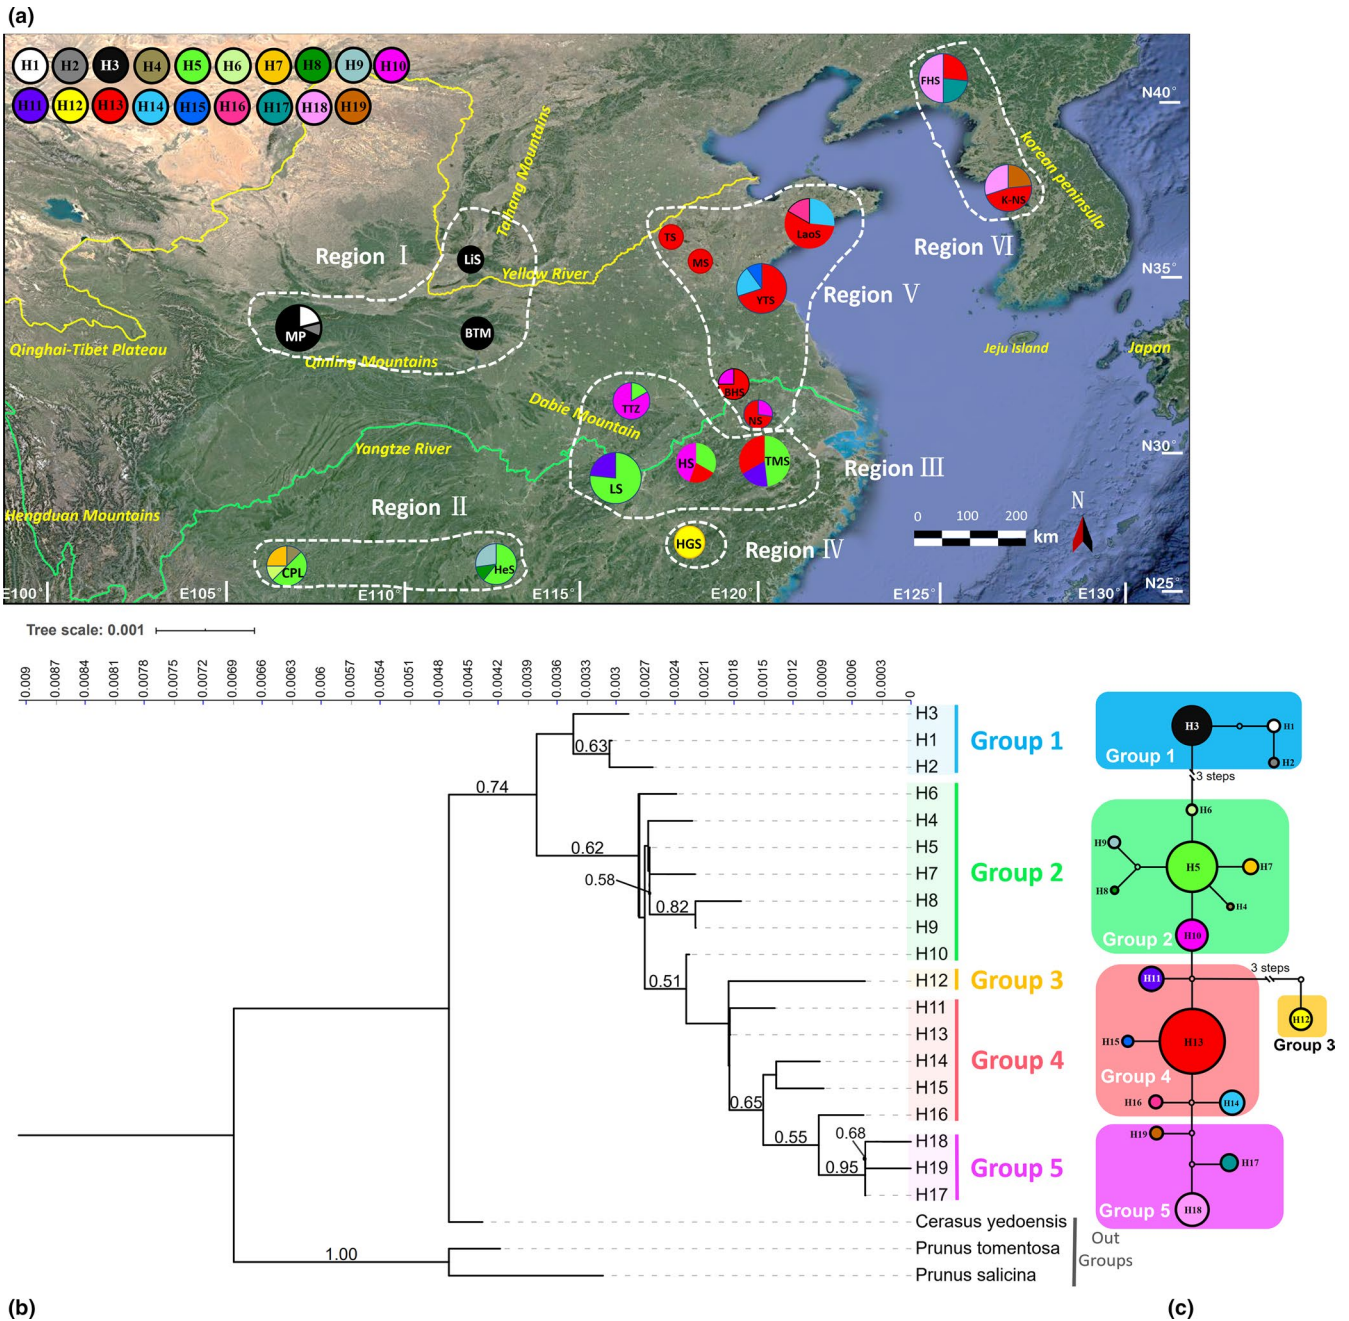 (a)
H1 H2 H3 H4 H5 H6 H7 H8 H9 H10
H11 H12 H13 H14 H15 H16 H17 H18 H19
FHS
N40°
Taihang Mountains
korean peninsula
K-NS
LaoS
TS
Region Ⅰ
LiS
MS
Region Ⅵ
Yellow River
N35°
YTS
Region Ⅴ
MP
BTM
Qinghai-Tibet Plateau
Qinling Mountains
Jeju Island
Japan
BHS
TTZ
Dabie Mountain
NS
Yangtze River
N30°
HS
TMS
Region Ⅲ
LS
Region Ⅱ
Hengduan Mountains
N
0 100 200
km
HGS
Region Ⅳ
CPL
HeS
N25°
E100° E105° E110° E115° E120° E125° E130°
Tree scale: 0.001
0.009 0.0087 0.0084 0.0081 0.0078 0.0075 0.0072 0.0069 0.0066 0.0063 0.006 0.0057 0.0054 0.0051 0.0048 0.0045 0.0042 0.0039 0.0036 0.0033 0.003 0.0027 0.0024 0.0021 0.0018 0.0015 0.0012 0.0009 0.0006 0.0003 0
H3
H1
H2
Group 1
0.63
0.74
H6
H4
H5
H7
H8
H9
H10
Group 2
0.62
0.58
0.82
0.51
H12
Group 3
H11
H13
H14
H15
H16
Group 4
0.65
0.55
0.68
0.95
H18
H19
H17
Group 5
Cerasus yedoensis
Prunus tomentosa
Prunus salicina
1.00
Out
Groups
H3
H1
H2
Group 1
3 steps
H6
H9
H5
H7
H8
H4
H10
Group 2
3 steps
H11
H12
Group 3
H15
H13
Group 4
H16
H14
H19
H17
H18
Group 5
(b)
(c)